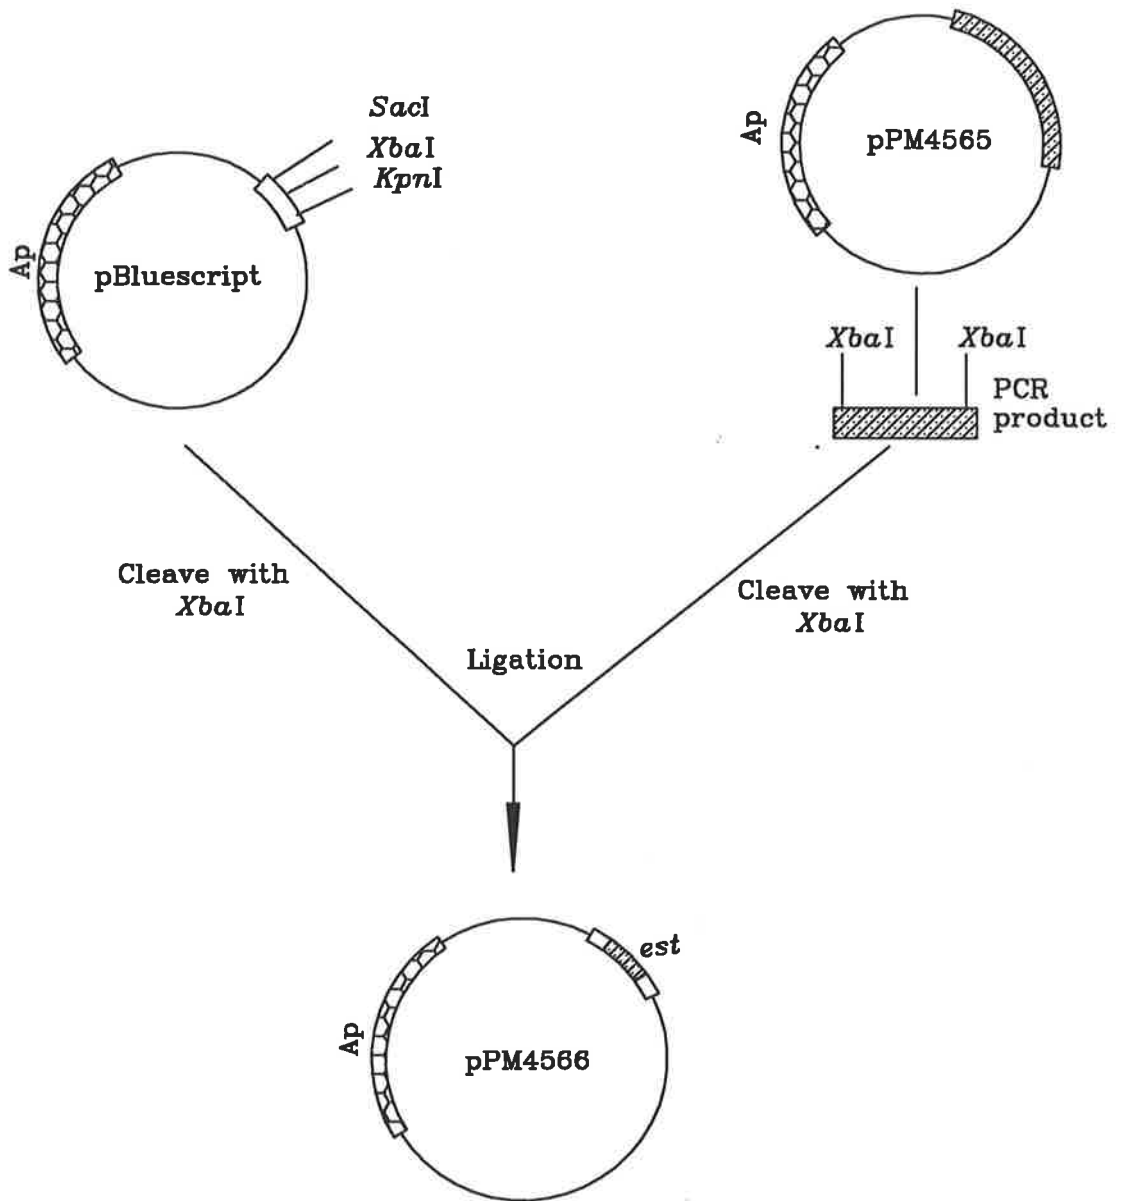 SacI
XbaI
KpnI
Ap
pBluescript
Ap
pPM4565
XbaI
XbaI
PCR
product
Cleave with
XbaI
Cleave with
XbaI
Ligation
est
Ap
pPM4566